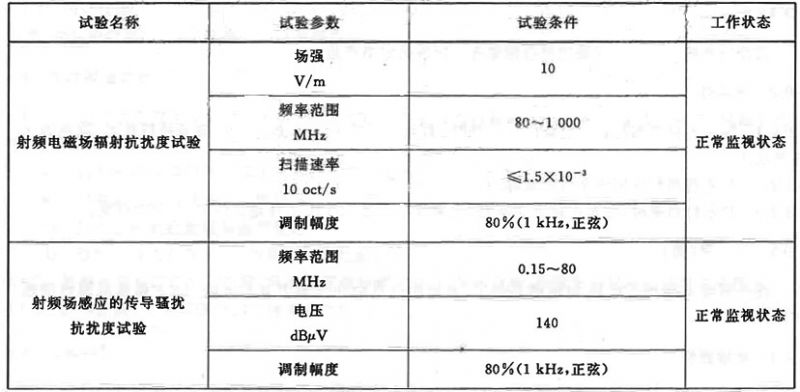 试验名称 试验参数 试验条件 工作状态
射频电磁场辐射抗扰度试验 场强 10 正常监视状态
V/m
频率范围 80～1 000
MHz
扫描速率 ≤1.5×10⁻³
10 oct/s
调制幅度 80%(1 kHz,正弦)
射频场感应的传导骚扰 频率范围 0.15～80 正常监视状态
抗扰度试验 MHz
电压 140
dBμV
调制幅度 80%(1 kHz,正弦)